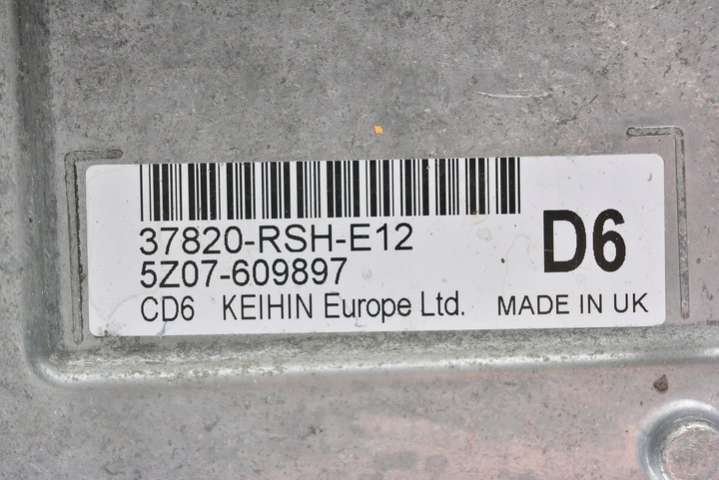 37820-RSH-E12
5Z07-609897
D6
CD6 KEIHIN Europe Ltd. MADE IN UK